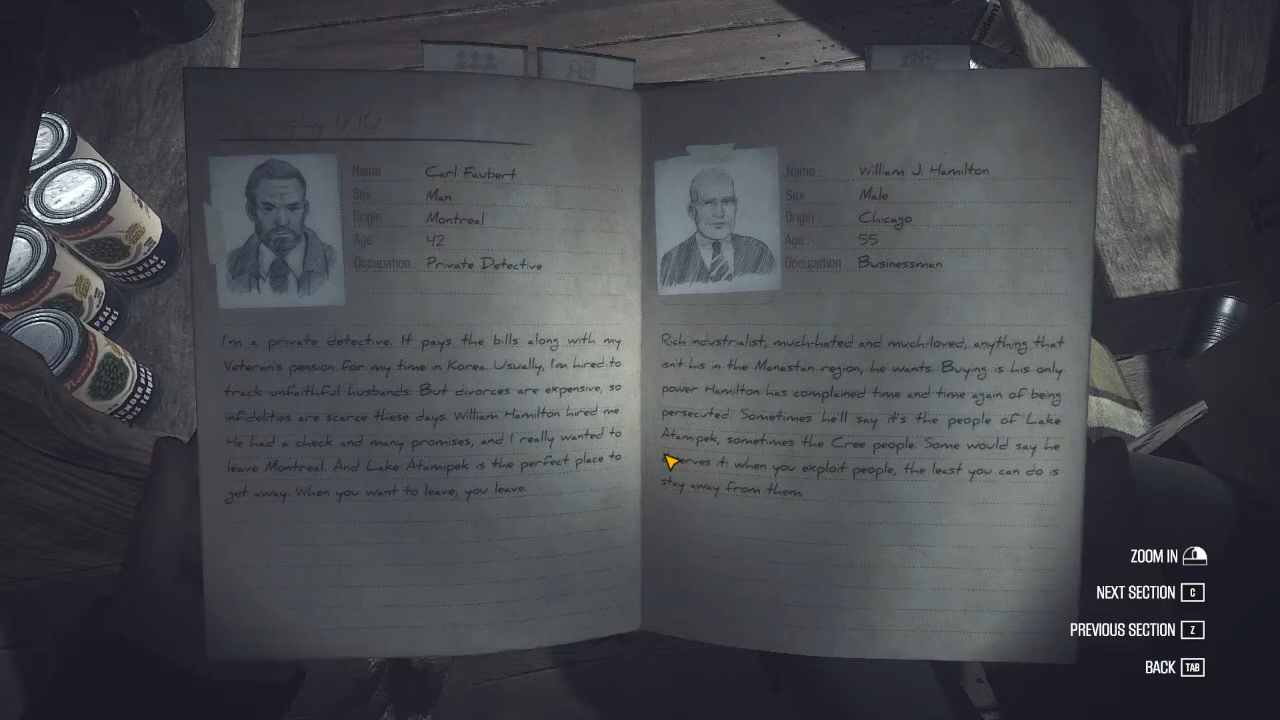 Name Carl Faubert
Sex Man
Origin Montreal
Age 42
Occupation Private Detective
I'm a private detective. It pays the bills along with my
Veteran's pension for my time in Korea. Usually, I'm hired to
track unfaithful husbands. But divorces are expensive, so
infidelities are scarce these days. William Hamilton hired me
He had a check and many promises, and I really wanted to
leave Montreal. And Lake Atamipek is the perfect place to
get away. When you want to leave, you leave.
Name William J. Hamilton
Sex Male
Origin : Chicago
Age : 55
Occupation Businessman
Rich industrialist, much-hated and much-loved, anything that
isn't his in the Manastan region, he wants. Buying is his only
power. Hamilton has complained time and time again of being
persecuted. Sometimes he'll say it's the people of Lake
Atamipek, sometimes the Cree people. Some would say he
it: when you exploit people, the least you can do is
stay away from them.
ZOOM IN
NEXT SECTION C
PREVIOUS SECTION Z
BACK TAB